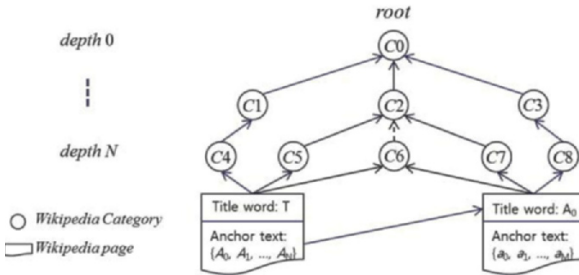 root
depth 0
C0
C1
C2
C3
depth N
C4
C5
C6
C7
C8
Title word: T
Anchor text:
{A0, A1, ..., AN}
Title word: A0
Anchor text:
{a0, a1, ..., aM}
Wikipedia Category
Wikipedia page